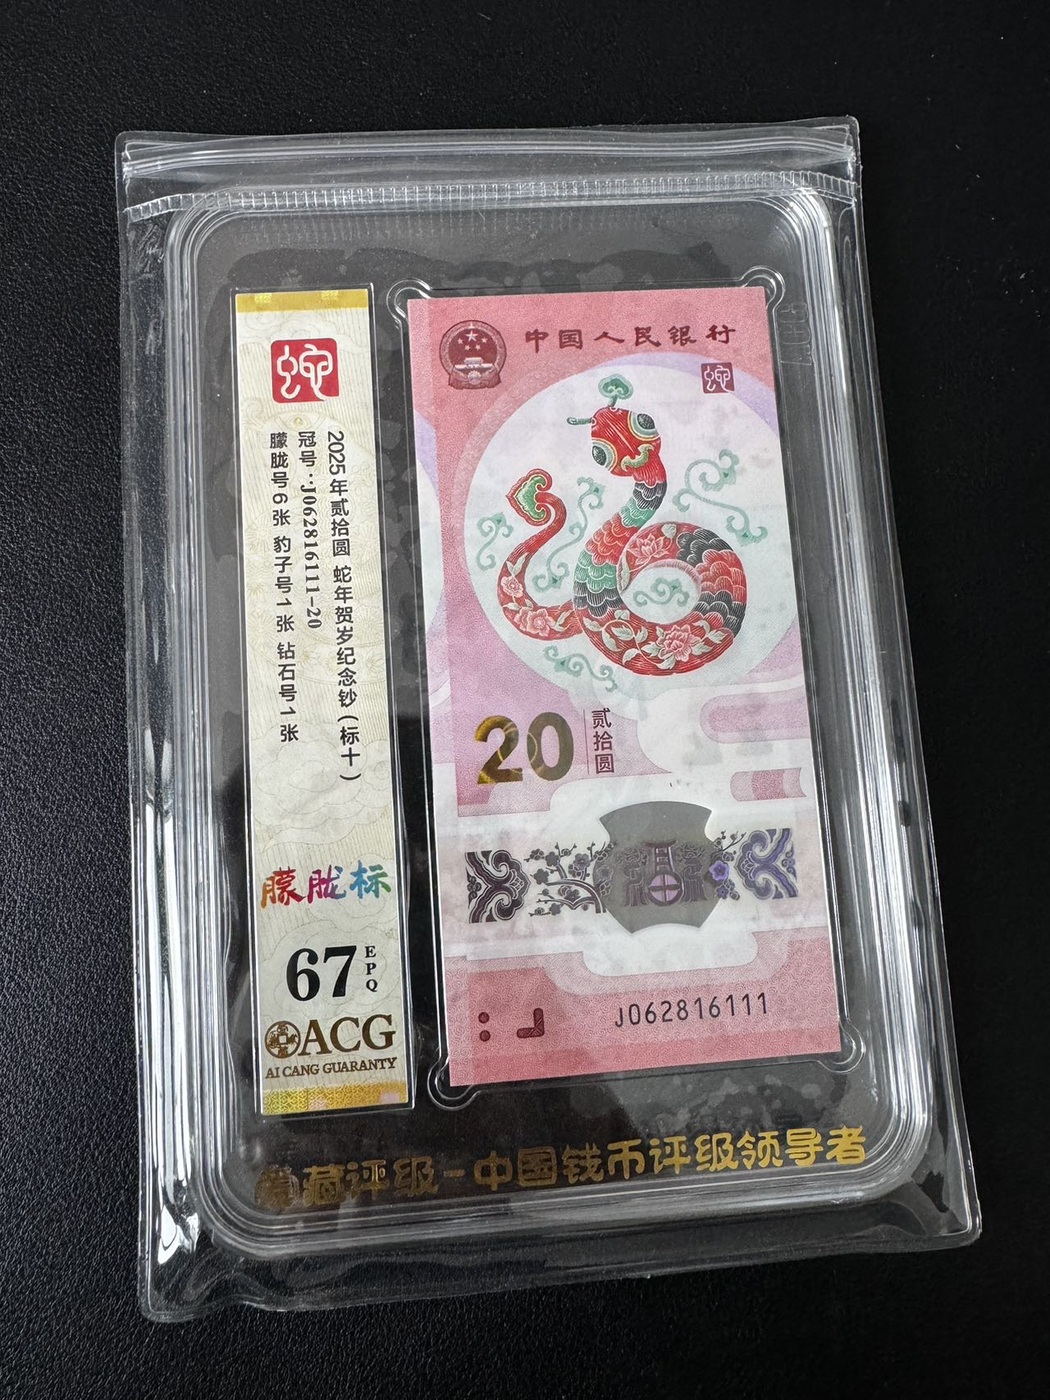 蛇
2025年贰拾圆 蛇年贺岁纪念钞(标十)
冠号:J062816111-20
朦胧号6张 豹子号1张 钻石号1张
朦胧标
67
EPQ
ACG
AI CANG GUARANTY
中国人民银行
蛇
20
贰拾圆
J062816111
藏评级-中国钱币评级领导者